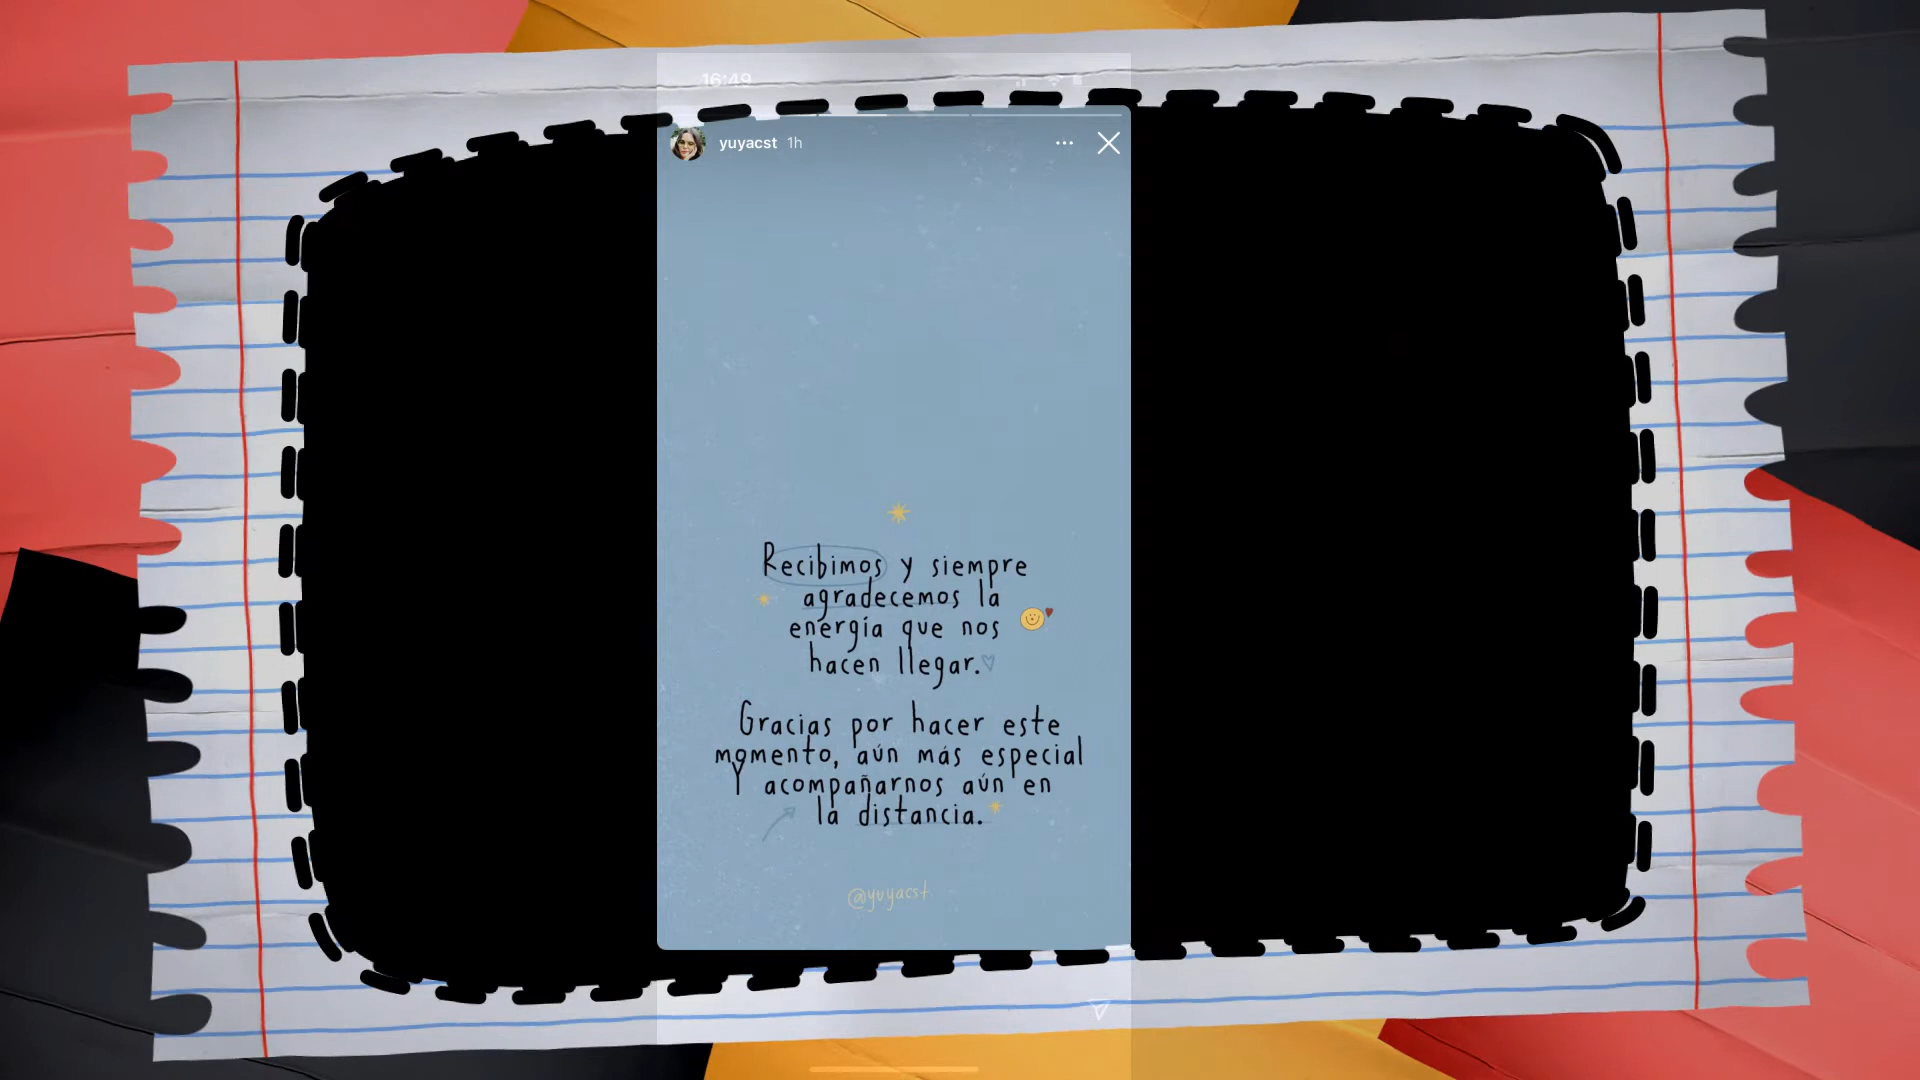 16:49
yuyacst 1h
Recibimos y siempre
agradecemos la
energía que nos
hacen llegar.
Gracias por hacer este
momento, aún más especial
Y acompañarnos aún en
la distancia.
@yuyacst